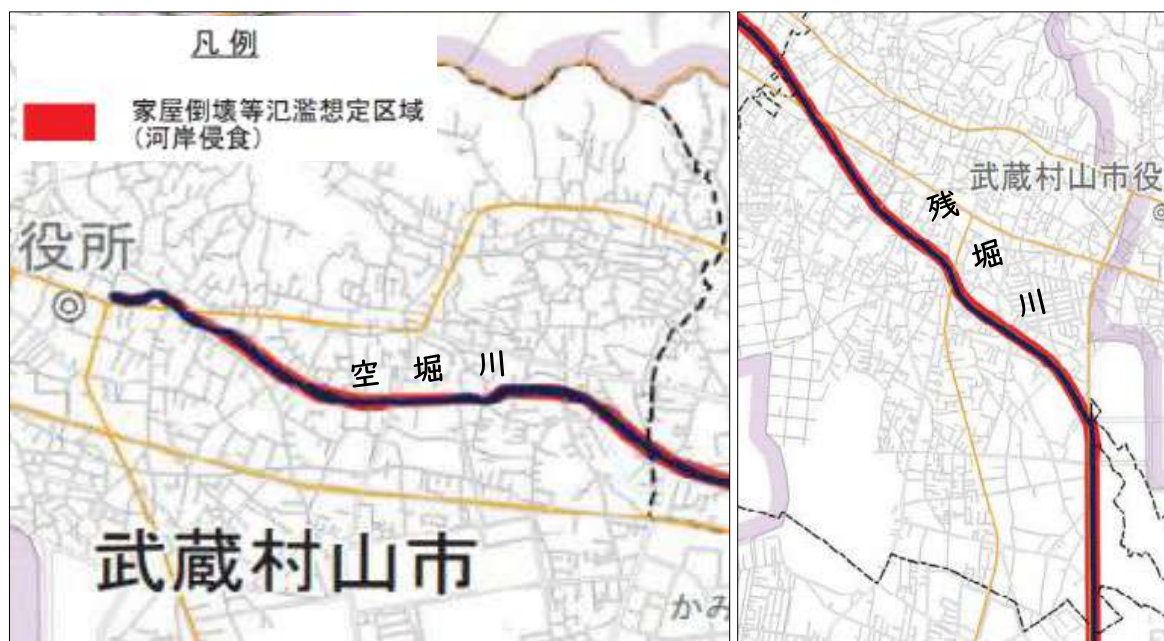 凡例
家屋倒壊等氾濫想定区域
（河岸侵食）
役所
空堀川
武蔵村山市
かみ
武蔵村山市役
残堀川